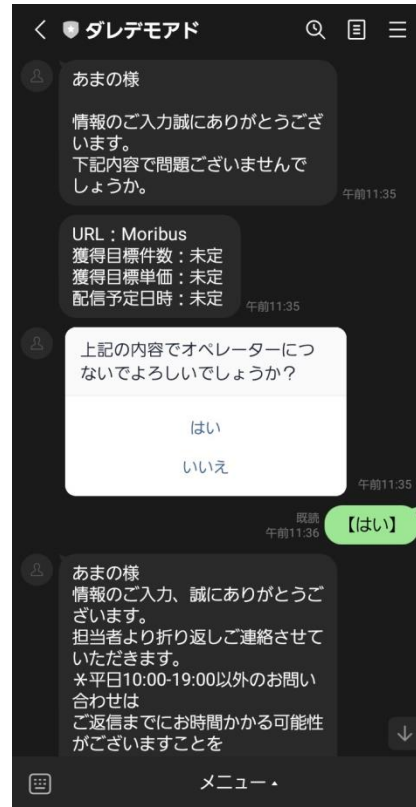 ダレデモアド
あまの様
情報のご入力誠にありがとうござ
います。
下記内容で問題ございませんで
しょうか。
午前11:35
URL：Moribus
獲得目標件数：未定
獲得目標単価：未定
配信予定日時：未定
午前11:35
上記の内容でオペレーターにつ
ないでよろしいでしょうか？
はい
いいえ
午前11:35
既読
午前11:36
【はい】
あまの様
情報のご入力、誠にありがとうご
ざいます。
担当者より折り返しご連絡させて
いただきます。
＊平日10:00-19:00以外のお問い
合わせは
ご返信までにお時間かかる可能性
がございますことを
メニュー